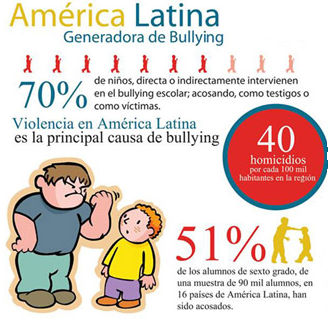 América Latina
Generadora de Bullying
70%
de niños, directa o indirectamente intervienen
en el bullying escolar; acosando, como testigos o
como víctimas.
Violencia en América Latina
es la principal causa de bullying
40
homicidios
por cada 100 mil
habitantes en la región
51%
de los alumnos de sexto grado, de
una muestra de 90 mil alumnos, en
16 países de América Latina, han
sido acosados.